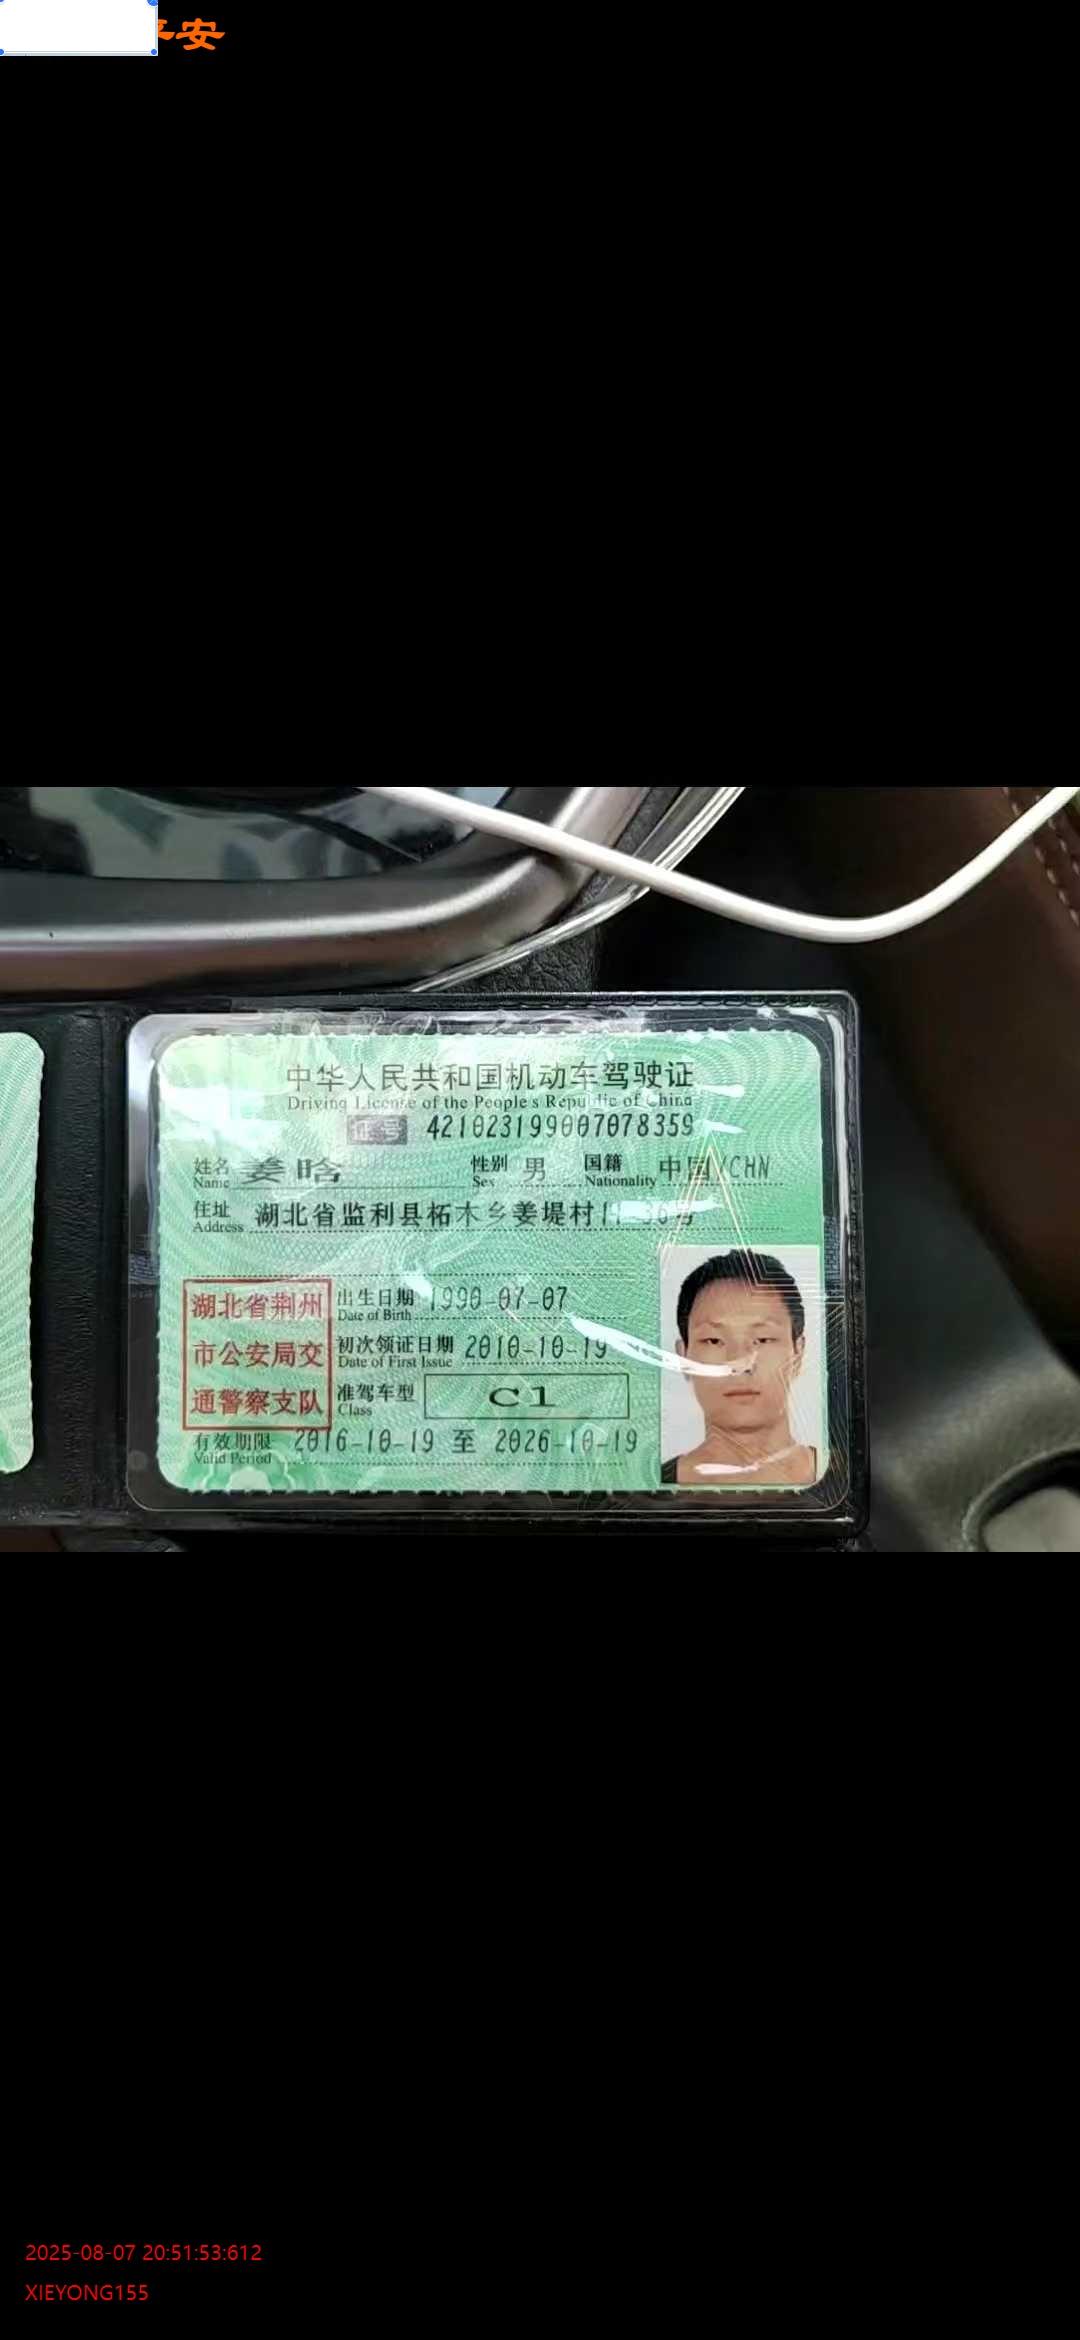 安
中华人民共和国机动车驾驶证
Driving License of the People's Republic of China
证号 421023199007078359
姓名 姜晗 性别 男 国籍 中国/CHN
Name Sex Nationality
住址 湖北省监利县柘木乡姜堤村
Address
湖北省荆州
市公安局交
通警察支队
出生日期 1990-07-07
Date of Birth
初次领证日期 2010-10-19
Date of First Issue
准驾车型 C1
Class
有效期限 2016-10-19 至 2026-10-19
Valid Period
2025-08-07 20:51:53:612
XIEYONG155